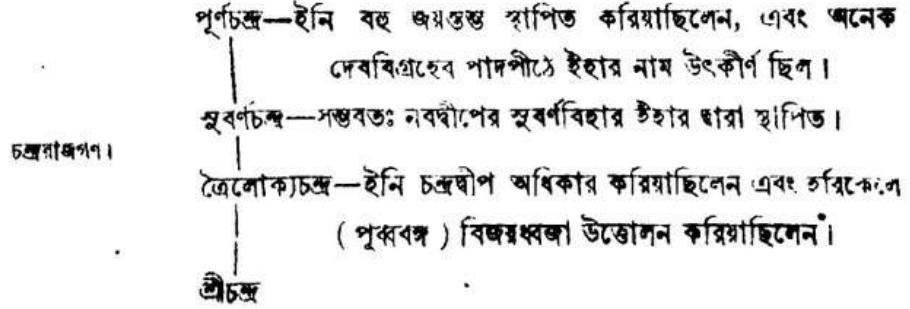 পূর্ণচন্দ্র—ইনি বহু জয়স্তম্ভ স্থাপিত করিয়াছিলেন, এবং অনেক
দেববিগ্রহের পাদপীঠে ইহার নাম উৎকীর্ণ ছিল।
সুবর্ণচন্দ্র—সম্ভবতঃ নবদ্বীপের সুবর্ণবিহার ইহার দ্বারা স্থাপিত।
চন্দ্ররাজগণ।
ত্রৈলোক্যচন্দ্র—ইনি চন্দ্রদ্বীপ অধিকার করিয়াছিলেন এবং হরিকেলে
( পূর্ব্ববঙ্গ ) বিজয়ধ্বজা উত্তোলন করিয়াছিলেন।
শ্রীচন্দ্র